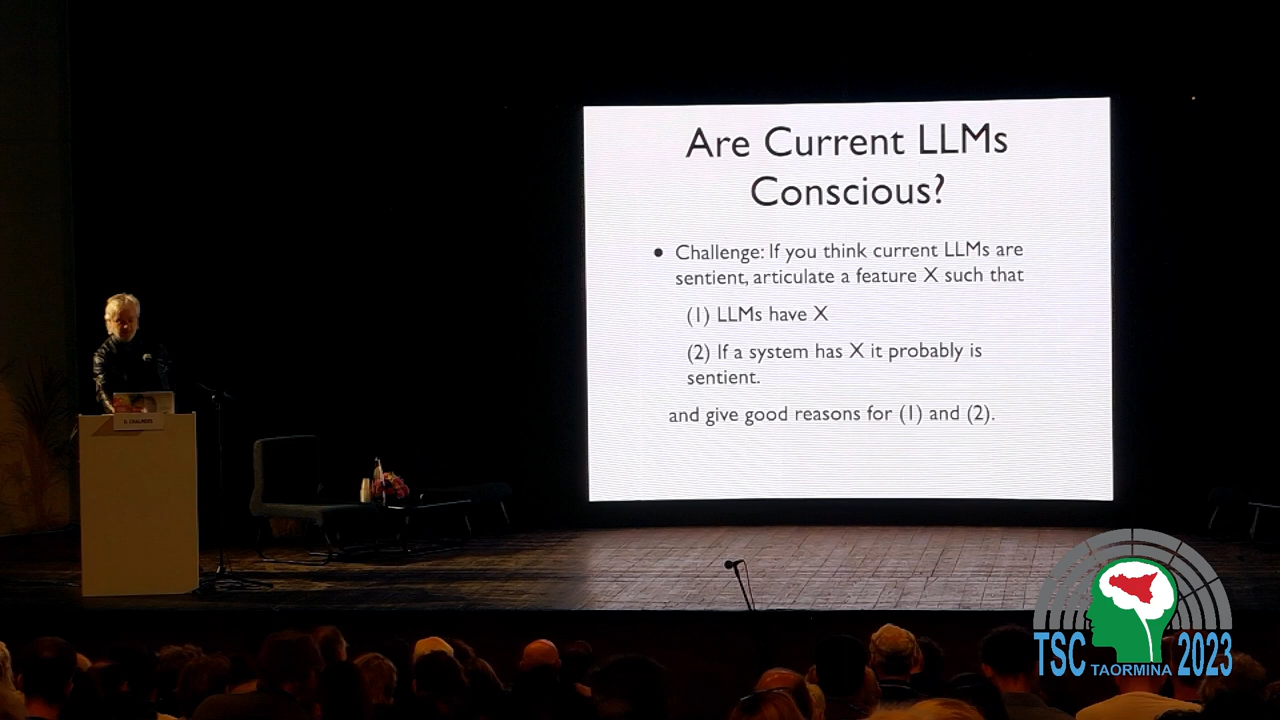 Are Current LLMs
Conscious?
• Challenge: If you think current LLMs are
sentient, articulate a feature X such that
(1) LLMs have X
(2) If a system has X it probably is
sentient.
and give good reasons for (1) and (2).
D. CHALMERS
TSC TAORMINA 2023